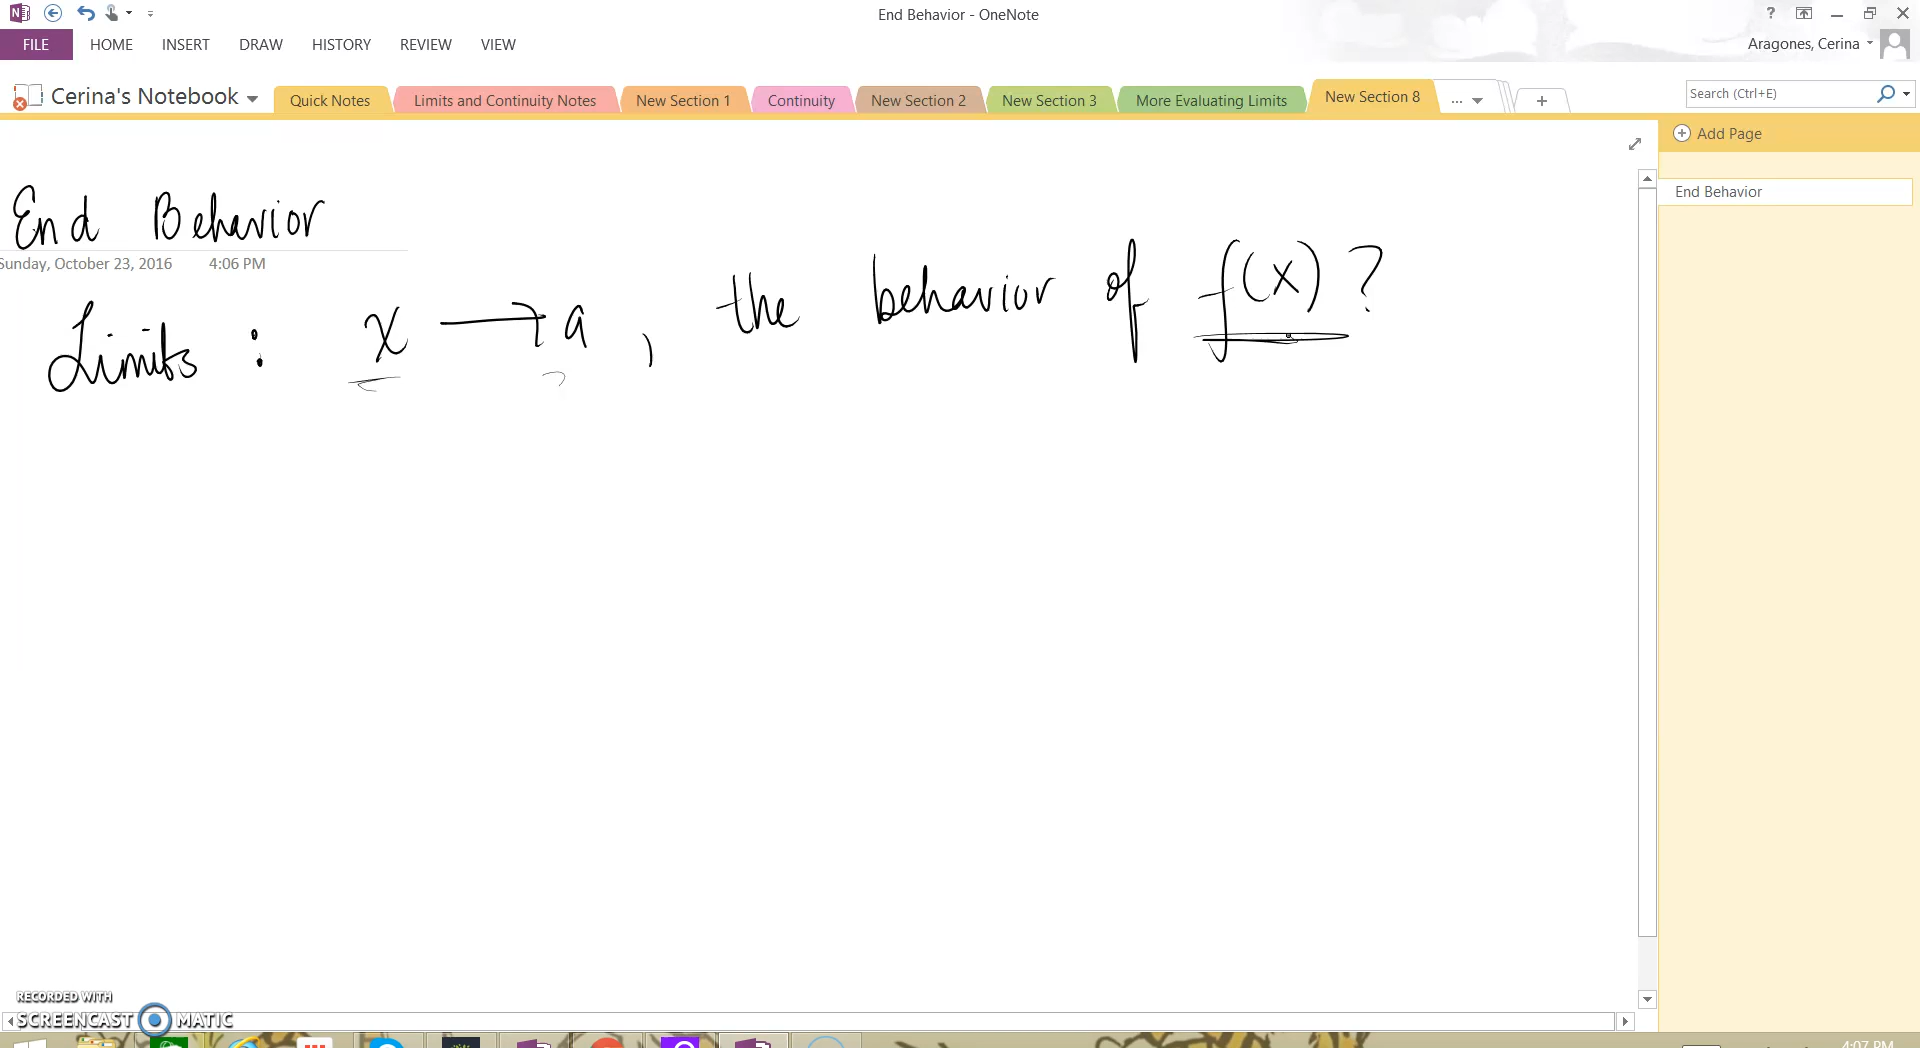 End Behavior - OneNote
?
FILE HOME INSERT DRAW HISTORY REVIEW VIEW
Aragones, Cerina
Cerina's Notebook
Quick Notes Limits and Continuity Notes New Section 1 Continuity New Section 2 New Section 3 More Evaluating Limits New Section 8 ... +
Search (Ctrl+E)
Add Page
End Behavior
End Behavior
Sunday, October 23, 2016 4:06 PM
Limits : x → a , the behavior of f(x) ?
RECORDED WITH
SCREENCAST MATIC
4:07 PM